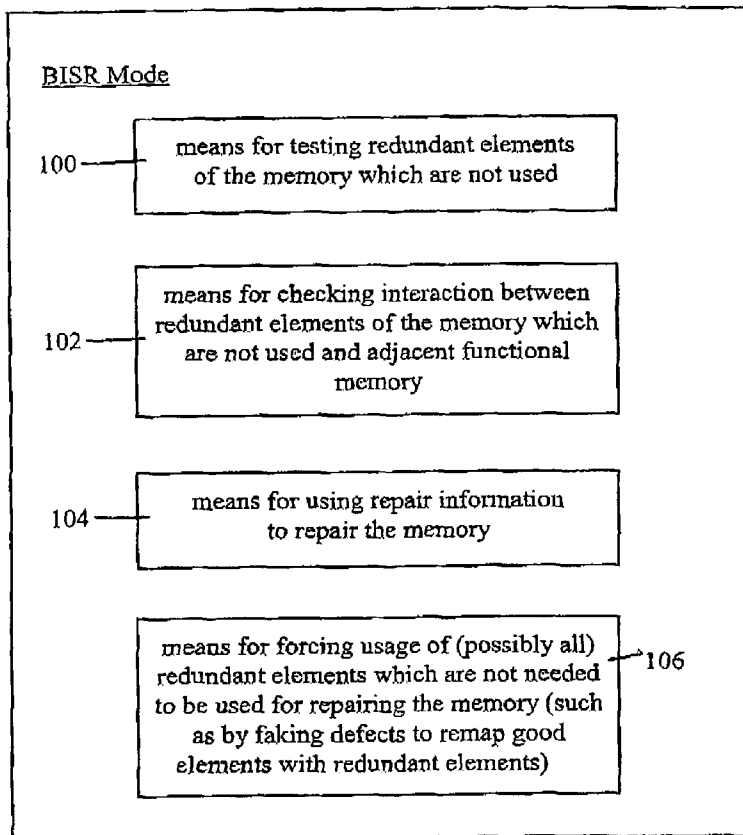 BISR Mode
means for testing redundant elements
of the memory which are not used
100
means for checking interaction between
redundant elements of the memory which
are not used and adjacent functional
memory
102
means for using repair information
to repair the memory
104
means for forcing usage of (possibly all)
redundant elements which are not needed
to be used for repairing the memory (such
as by faking defects to remap good
elements with redundant elements)
106